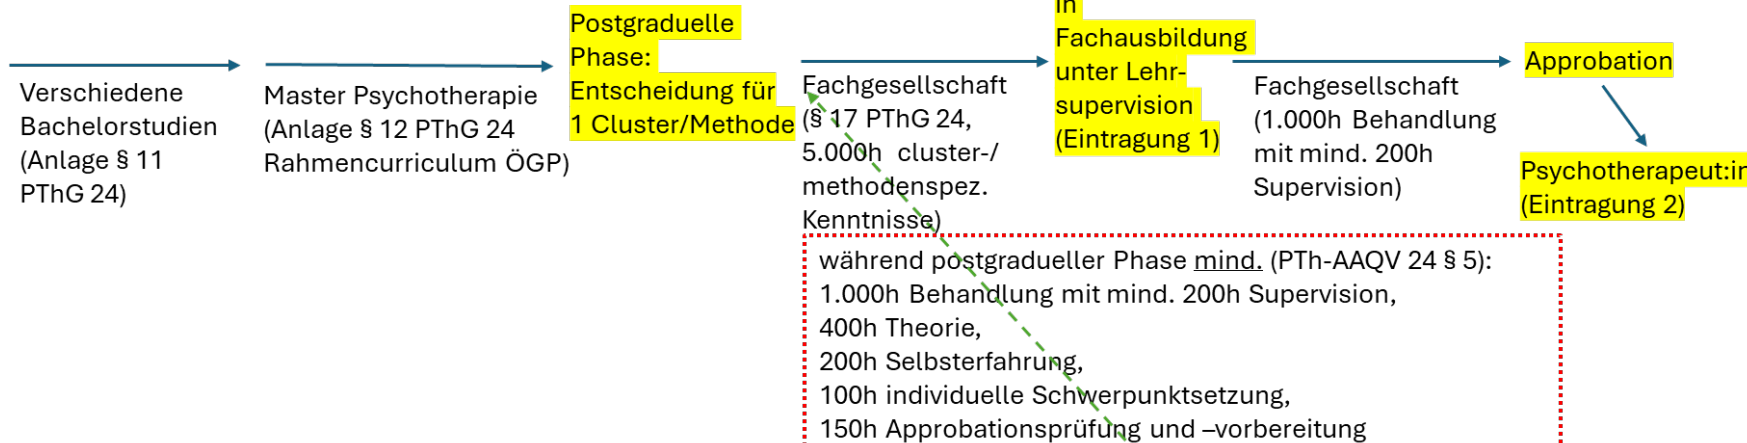 Verschiedene
Bachelorstudien
(Anlage § 11
PThG 24)
Master Psychotherapie
(Anlage § 12 PThG 24
Rahmencurriculum ÖGP)
Postgraduelle
Phase:
Entscheidung für
1 Cluster/Methode
Fachgesellschaft
(§ 17 PThG 24,
5.000h cluster-/
methodenspez.
Kenntnisse)
in
Fachausbildung
unter Lehr-
supervision
(Eintragung 1)
Fachgesellschaft
(1.000h Behandlung
mit mind. 200h
Supervision)
Approbation
Psychotherapeut:in
(Eintragung 2)
während postgradueller Phase mind. (PTh-AAQV 24 § 5):
1.000h Behandlung mit mind. 200h Supervision,
400h Theorie,
200h Selbsterfahrung,
100h individuelle Schwerpunktsetzung,
150h Approbationsprüfung und –vorbereitung